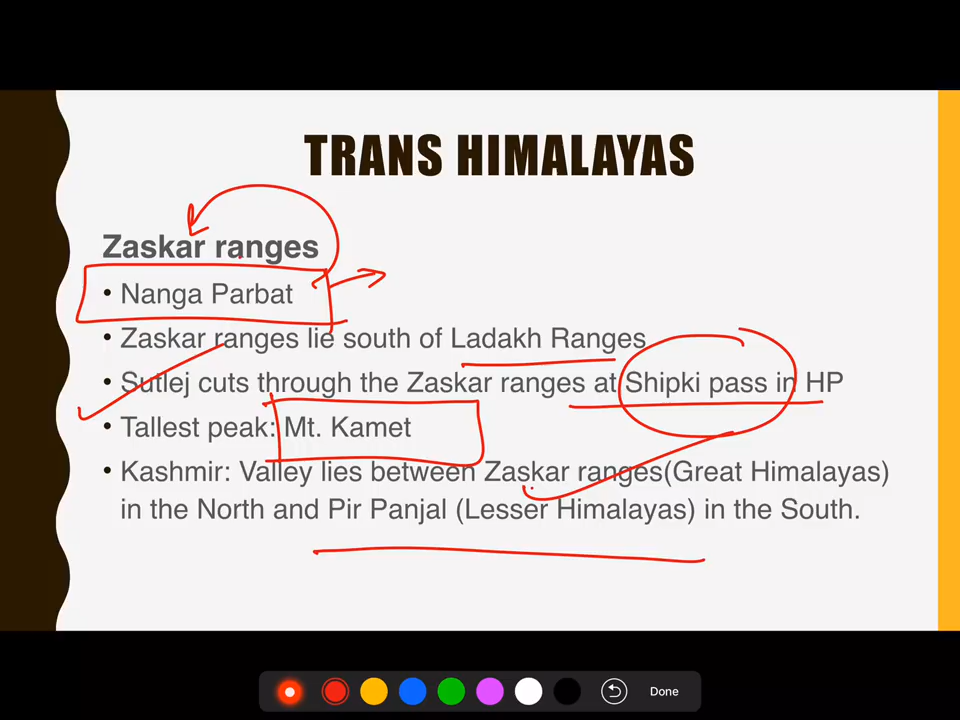 TRANS HIMALAYAS
Zaskar ranges
• Nanga Parbat
• Zaskar ranges lie south of Ladakh Ranges
• Sutlej cuts through the Zaskar ranges at Shipki pass in HP
• Tallest peak: Mt. Kamet
• Kashmir: Valley lies between Zaskar ranges(Great Himalayas)
in the North and Pir Panjal (Lesser Himalayas) in the South.
Done